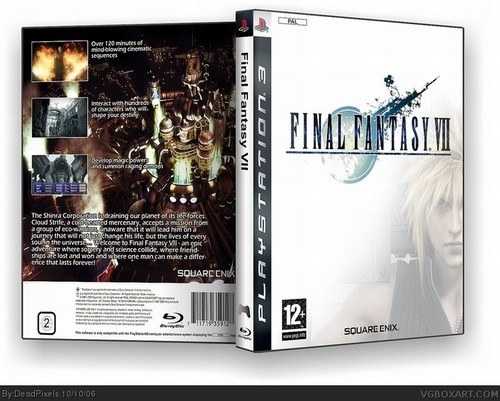 Over 120 minutes of
mind-blowing cinematic
sequences
Interact with hundreds
of characters who will
shape your destiny
Develop magic powers
and summon raging demons
The Shinra Corporation is draining our planet of its life-forces.
Cloud Strife, a cold hearted mercenary, accepts a mission from
a group of eco-warriors, unaware that it will lead him on a
journey that will not just change his life, but the lives of every
soul in the universe... Welcome to Final Fantasy VII - an epic
adventure where sorcery and science collide, where friend-
ships are lost and won and where one man can make a differ-
ence that lasts forever!
SQUARE ENIX
2
Blu-ray Disc
Final Fantasy VII
PLAYSTATION 3
PAL
FINAL FANTASY VII
12+
www.pegi.info
SQUARE ENIX
By:DeadPixels.10/10/06
VGBOXART.COM